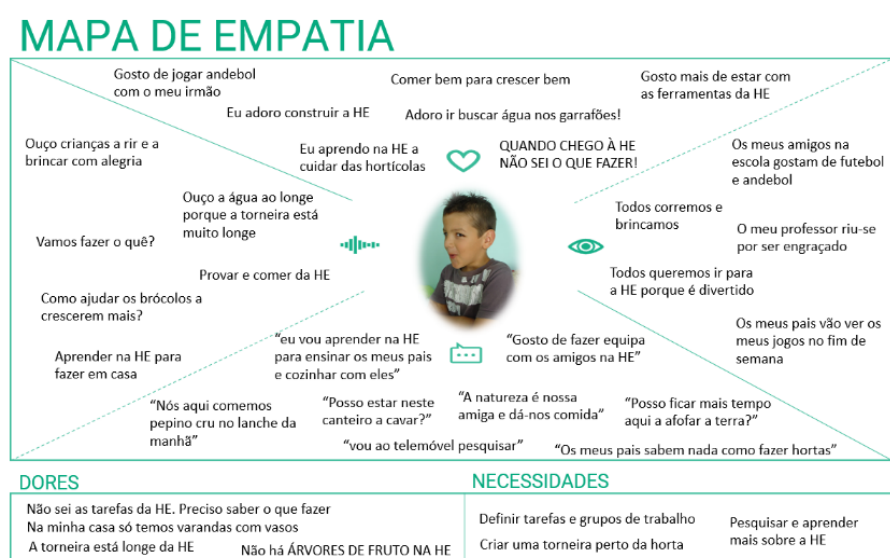 MAPA DE EMPATIA
Gosto de jogar andebol
com o meu irmão
Comer bem para crescer bem
Gosto mais de estar com
as ferramentas da HE
Eu adoro construir a HE
Adoro ir buscar água nos garrafões!
Eu aprendo na HE a
cuidar das hortícolas
QUANDO CHEGO À HE
NÃO SEI O QUE FAZER!
Ouço crianças a rir e a
brincar com alegria
Ouço a água ao longe
porque a torneira está
muito longe
Vamos fazer o quê?
Provar e comer da HE
Como ajudar os brócolos a
crescerem mais?
Aprender na HE para
fazer em casa
Os meus amigos na
escola gostam de futebol
e andebol
Todos corremos e
brincamos
O meu professor riu-se
por ser engraçado
Todos queremos ir para
a HE porque é divertido
Os meus pais vão ver os
meus jogos no fim de
semana
“eu vou aprender na HE
para ensinar os meus pais
e cozinhar com eles”
“Gosto de fazer equipa
com os amigos na HE”
“Nós aqui comemos
pepino cru no lanche da
manhã”
“Posso estar neste
canteiro a cavar?”
“A natureza é nossa
amiga e dá-nos comida”
“Posso ficar mais tempo
aqui a afofar a terra?”
“vou ao telemóvel pesquisar”
“Os meus pais sabem nada como fazer hortas”
DORES
Não sei as tarefas da HE. Preciso saber o que fazer
Na minha casa só temos varandas com vasos
A torneira está longe da HE
Não há ÁRVORES DE FRUTO NA HE
NECESSIDADES
Definir tarefas e grupos de trabalho
Criar uma torneira perto da horta
Pesquisar e aprender
mais sobre a HE